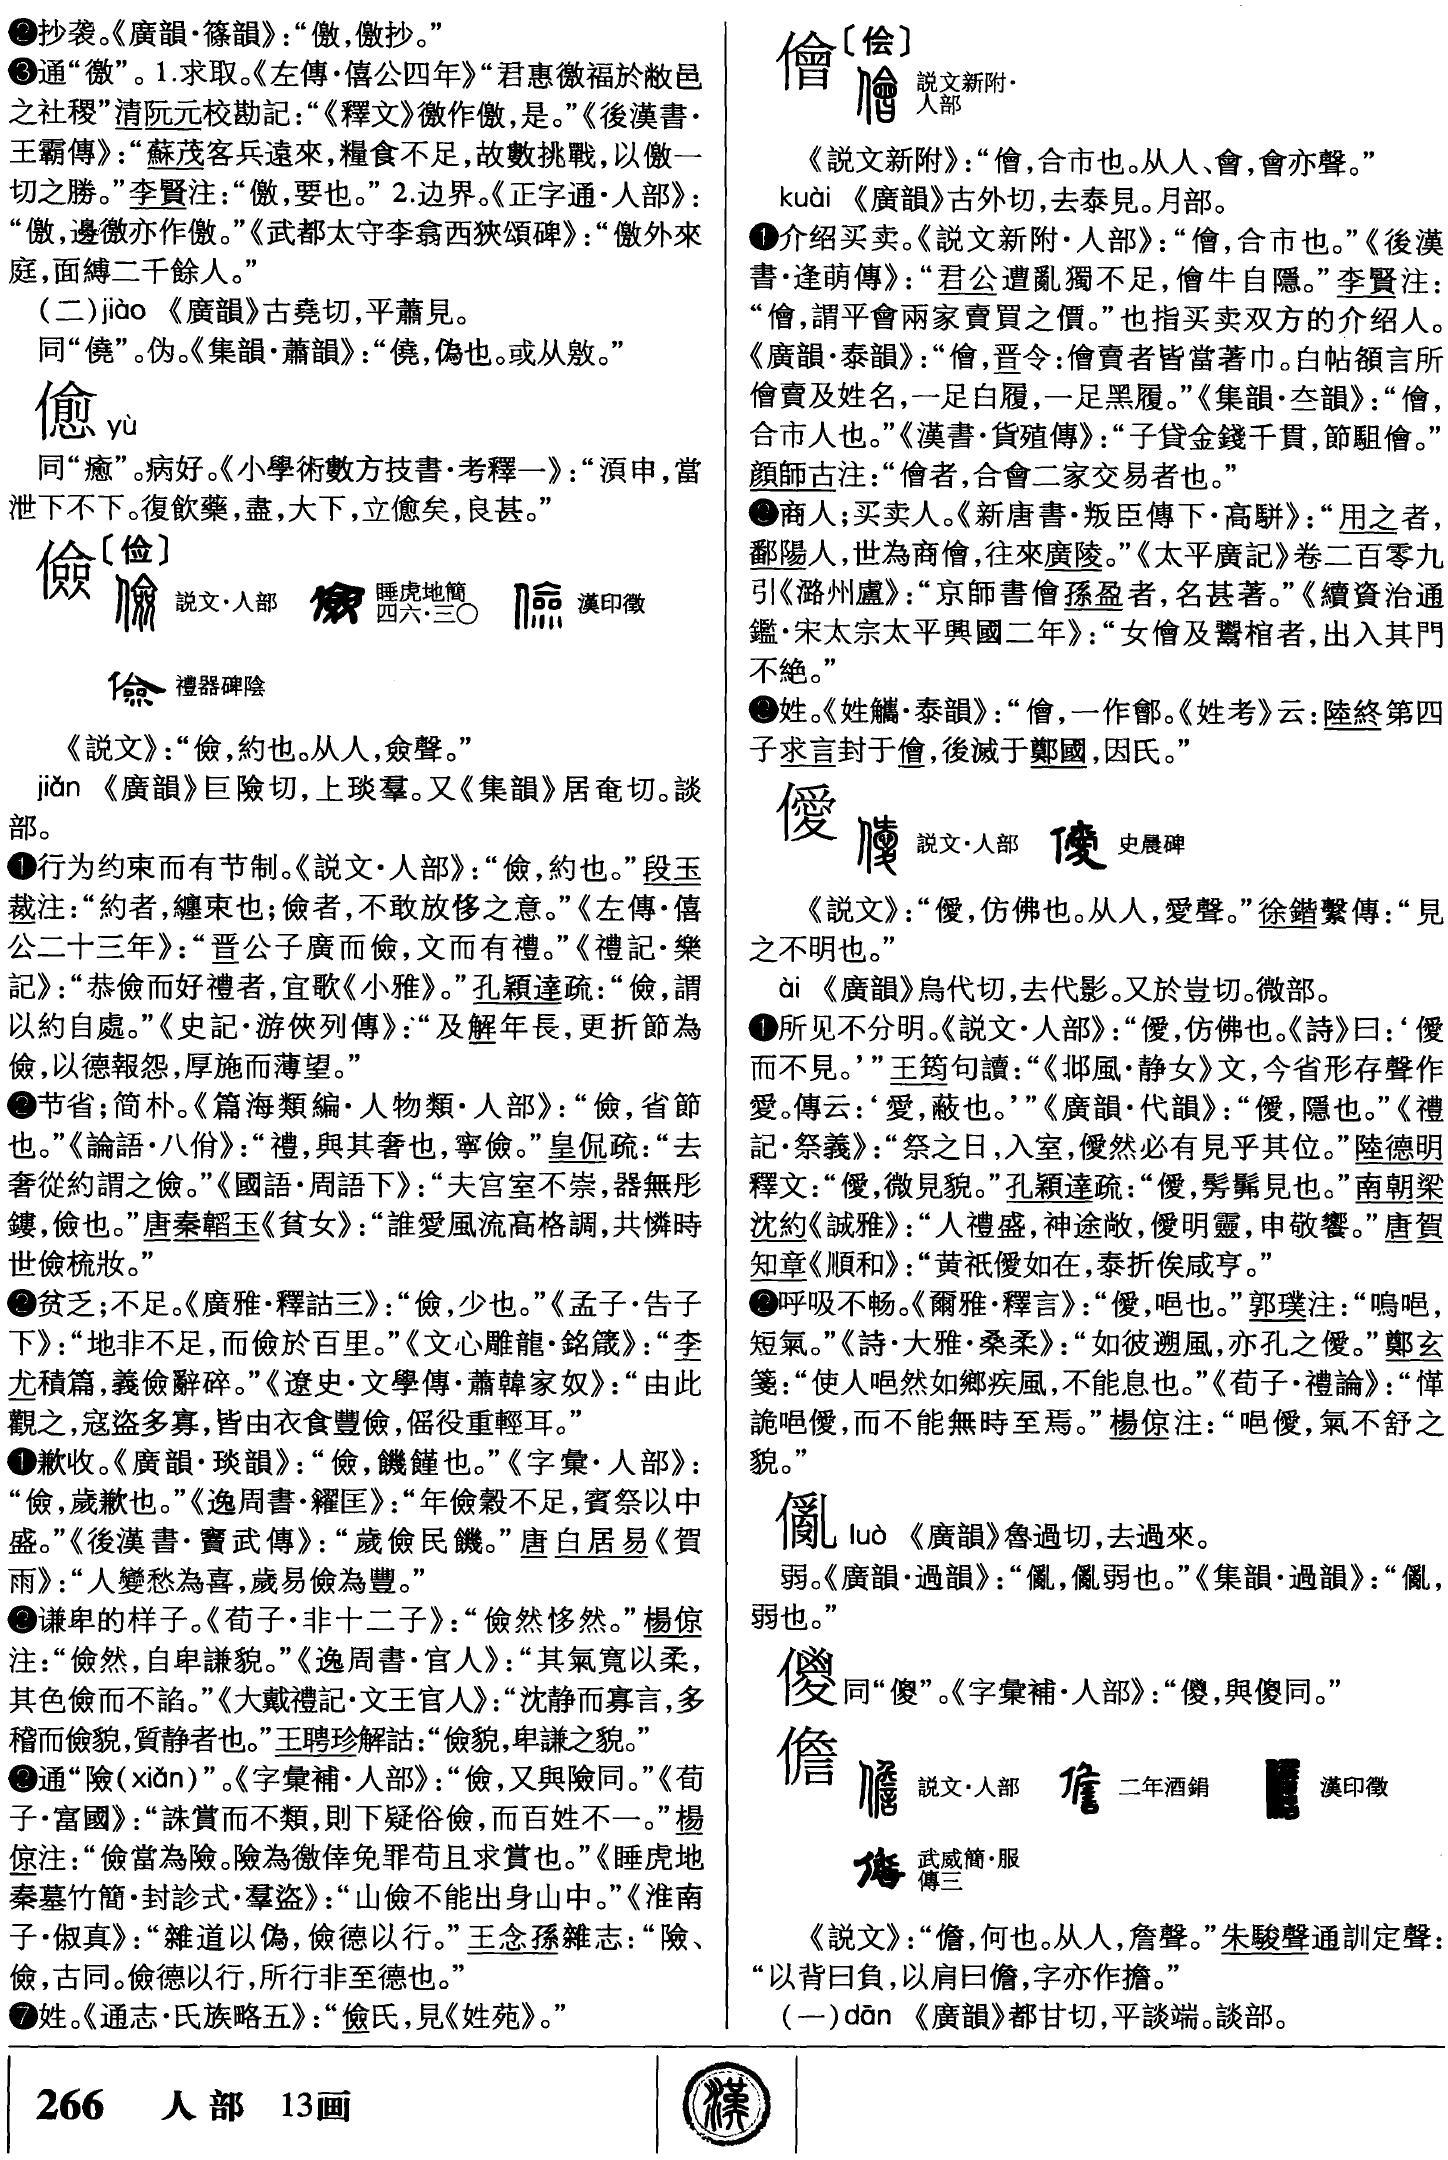 ❷抄袭。《廣韻·篠韻》：“儌，儌抄。”
❸通“徼”。1.求取。《左傳·僖公四年》“君惠徼福於敝邑
之社稷”清阮元校勘記：“《釋文》徼作儌，是。”《後漢書·
王霸傳》：“蘇茂客兵遠來，糧食不足，故數挑戰，以儌一
切之勝。”李賢注：“儌，要也。”2.边界。《正字通·人部》：
“儌，邊徼亦作儌。”《武都太守李翕西狹頌碑》：“儌外來
庭，面縛二千餘人。”
(二)jiào 《廣韻》古堯切，平蕭見。
同“僥”。伪。《集韻·蕭韻》：“僥，偽也。或从敫。”
㒁 yù
同“癒”。病好。《小學術數方技書·考釋一》：“湏申，當
泄下不下。復飲藥，盡，大下，立愈矣，良甚。”
儉〔俭〕
説文·人部 睡虎地簡四六·三〇 漢印徵
禮器碑陰
《説文》：“儉，約也。从人，僉聲。”
jiǎn 《廣韻》巨險切，上琰羣。又《集韻》居奄切。談
部。
❶行为约束而有节制。《説文·人部》：“儉，約也。”段玉
裁注：“約者，纏束也；儉者，不敢放侈之意。”《左傳·僖
公二十三年》：“晋公子廣而儉，文而有禮。”《禮記·樂
記》：“恭儉而好禮者，宜歌《小雅》。”孔穎達疏：“儉，謂
以約自處。”《史記·游俠列傳》：“及解年長，更折節為
儉，以德報怨，厚施而薄望。”
❷节省；简朴。《篇海類編·人物類·人部》：“儉，省節
也。”《論語·八佾》：“禮，與其奢也，寧儉。”皇侃疏：“去
奢從約謂之儉。”《國語·周語下》：“夫宫室不崇，器無彤
鏤，儉也。”唐秦韜玉《貧女》：“誰愛風流高格調，共憐時
世儉梳妝。”
❷贫乏；不足。《廣雅·釋詁三》：“儉，少也。”《孟子·告子
下》：“地非不足，而儉於百里。”《文心雕龍·銘箴》：“李
尤積篇，義儉辭碎。”《遼史·文學傳·蕭韓家奴》：“由此
觀之，寇盜多寡，皆由衣食豐儉，傜役重輕耳。”
❶歉收。《廣韻·琰韻》：“儉，饑饉也。”《字彙·人部》：
“儉，歲歉也。”《逸周書·糴匡》：“年儉穀不足，賓祭以中
盛。”《後漢書·竇武傳》：“歲儉民饑。”唐白居易《賀
雨》：“人變愁為喜，歲易儉為豐。”
❷谦卑的样子。《荀子·非十二子》：“儉然恀然。”楊倞
注：“儉然，自卑謙貌。”《逸周書·官人》：“其氣寬以柔，
其色儉而不諂。”《大戴禮記·文王官人》：“沈静而寡言，多
稽而儉貌，質静者也。”王聘珍解詁：“儉貌，卑謙之貌。”
❷通“險(xiǎn)”。《字彙補·人部》：“儉，又與險同。”《荀
子·富國》：“誅賞而不類，則下疑俗儉，而百姓不一。”楊
倞注：“儉當為險。險為徼倖免罪苟且求賞也。”《睡虎地
秦墓竹簡·封診式·羣盜》：“山儉不能出身山中。”《淮南
子·俶真》：“雜道以偽，儉德以行。”王念孫雜志：“險、
儉，古同。儉德以行，所行非至德也。”
❼姓。《通志·氏族略五》：“儉氏，見《姓苑》。”
儈〔侩〕
説文新附·人部
《説文新附》：“儈，合市也。从人、會，會亦聲。”
kuài 《廣韻》古外切，去泰見。月部。
❶介绍买卖。《説文新附·人部》：“儈，合市也。”《後漢
書·逢萌傳》：“君公遭亂獨不足，儈牛自隱。”李賢注：
“儈，謂平會兩家賣買之價。”也指买卖双方的介绍人。
《廣韻·泰韻》：“儈，晋令：儈賣者皆當著巾。白帖額言所
儈賣及姓名，一足白履，一足黑履。”《集韻·夳韻》：“儈，
合市人也。”《漢書·貨殖傳》：“子貸金錢千貫，節駔儈。”
顔師古注：“儈者，合會二家交易者也。”
❷商人；买卖人。《新唐書·叛臣傳下·高駢》：“用之者，
鄱陽人，世為商儈，往來廣陵。”《太平廣記》卷二百零九
引《潞州盧》：“京師書儈孫盈者，名甚著。”《續資治通
鑑·宋太宗太平興國二年》：“女儈及鬻棺者，出入其門
不絶。”
❷姓。《姓觿·泰韻》：“儈，一作鄶。《姓考》云：陸終第四
子求言封于儈，後滅于鄭國，因氏。”
僾
説文·人部 史晨碑
《説文》：“僾，仿佛也。从人，愛聲。”徐鍇繫傳：“見
之不明也。”
ài 《廣韻》烏代切，去代影。又於豈切。微部。
❶所见不分明。《説文·人部》：“僾，仿佛也。《詩》曰：‘僾
而不見。’”王筠句讀：“《邶風·静女》文，今省形存聲作
愛。傳云：‘愛，蔽也。’”《廣韻·代韻》：“僾，隱也。”《禮
記·祭義》：“祭之日，入室，僾然必有見乎其位。”陸德明
釋文：“僾，微見貌。”孔穎達疏：“僾，髣髴見也。”南朝梁
沈約《諴雅》：“人禮盛，神途敞，僾明靈，申敬饗。”唐賀
知章《順和》：“黄祇僾如在，泰折俟咸亨。”
❷呼吸不畅。《爾雅·釋言》：“僾，唈也。”郭璞注：“嗚唈，
短氣。”《詩·大雅·桑柔》：“如彼遡風，亦孔之僾。”鄭玄
箋：“使人唈然如鄉疾風，不能息也。”《荀子·禮論》：“愅
詭唈僾，而不能無時至焉。”楊倞注：“唈僾，氣不舒之
貌。”
𠎠 luò 《廣韻》魯過切，去過來。
弱。《廣韻·過韻》：“𠎠，𠎠弱也。”《集韻·過韻》：“𠎠，
弱也。”
儍 同“傻”。《字彙補·人部》：“儍，與傻同。”
儋
説文·人部 二年酒鋗 漢印徵
武威簡·服傳三
《説文》：“儋，何也。从人，詹聲。”朱駿聲通訓定聲：
“以背曰負，以肩曰儋，字亦作擔。”
(一)dān 《廣韻》都甘切，平談端。談部。
266 人部 13画
漢